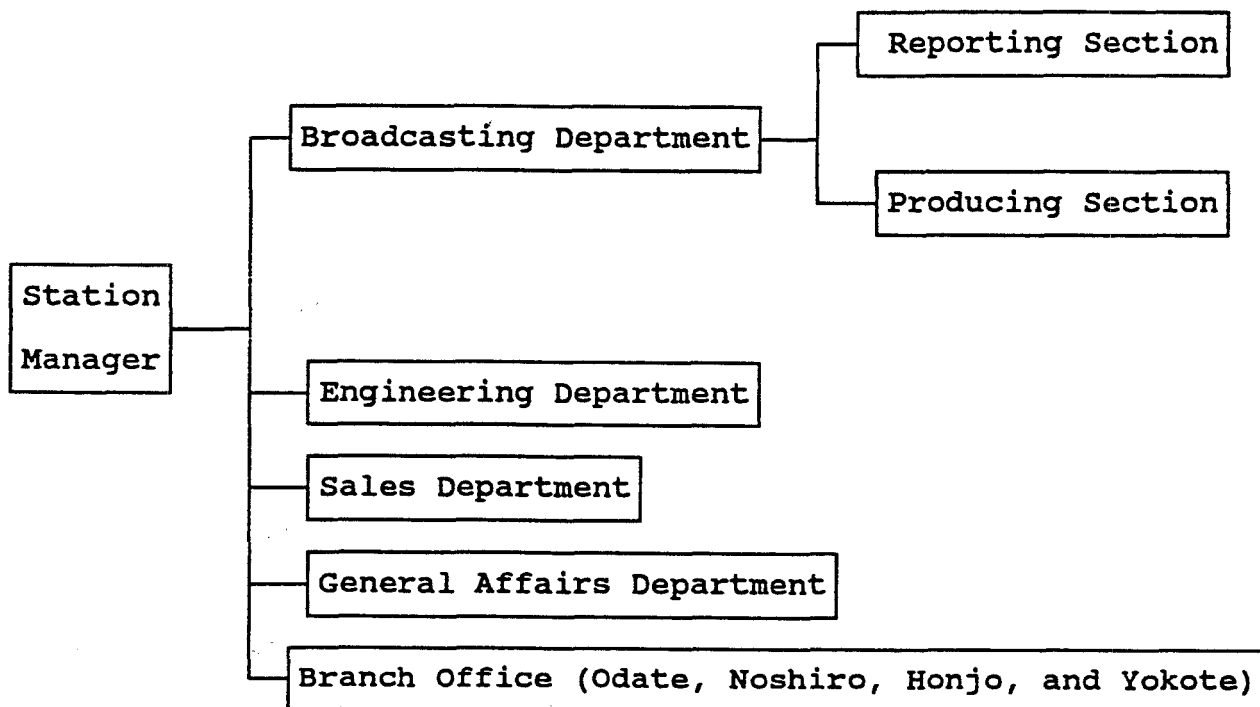 Reporting Section
Broadcasting Department
Producing Section
Station
Manager
Engineering Department
Sales Department
General Affairs Department
Branch Office (Odate, Noshiro, Honjo, and Yokote)